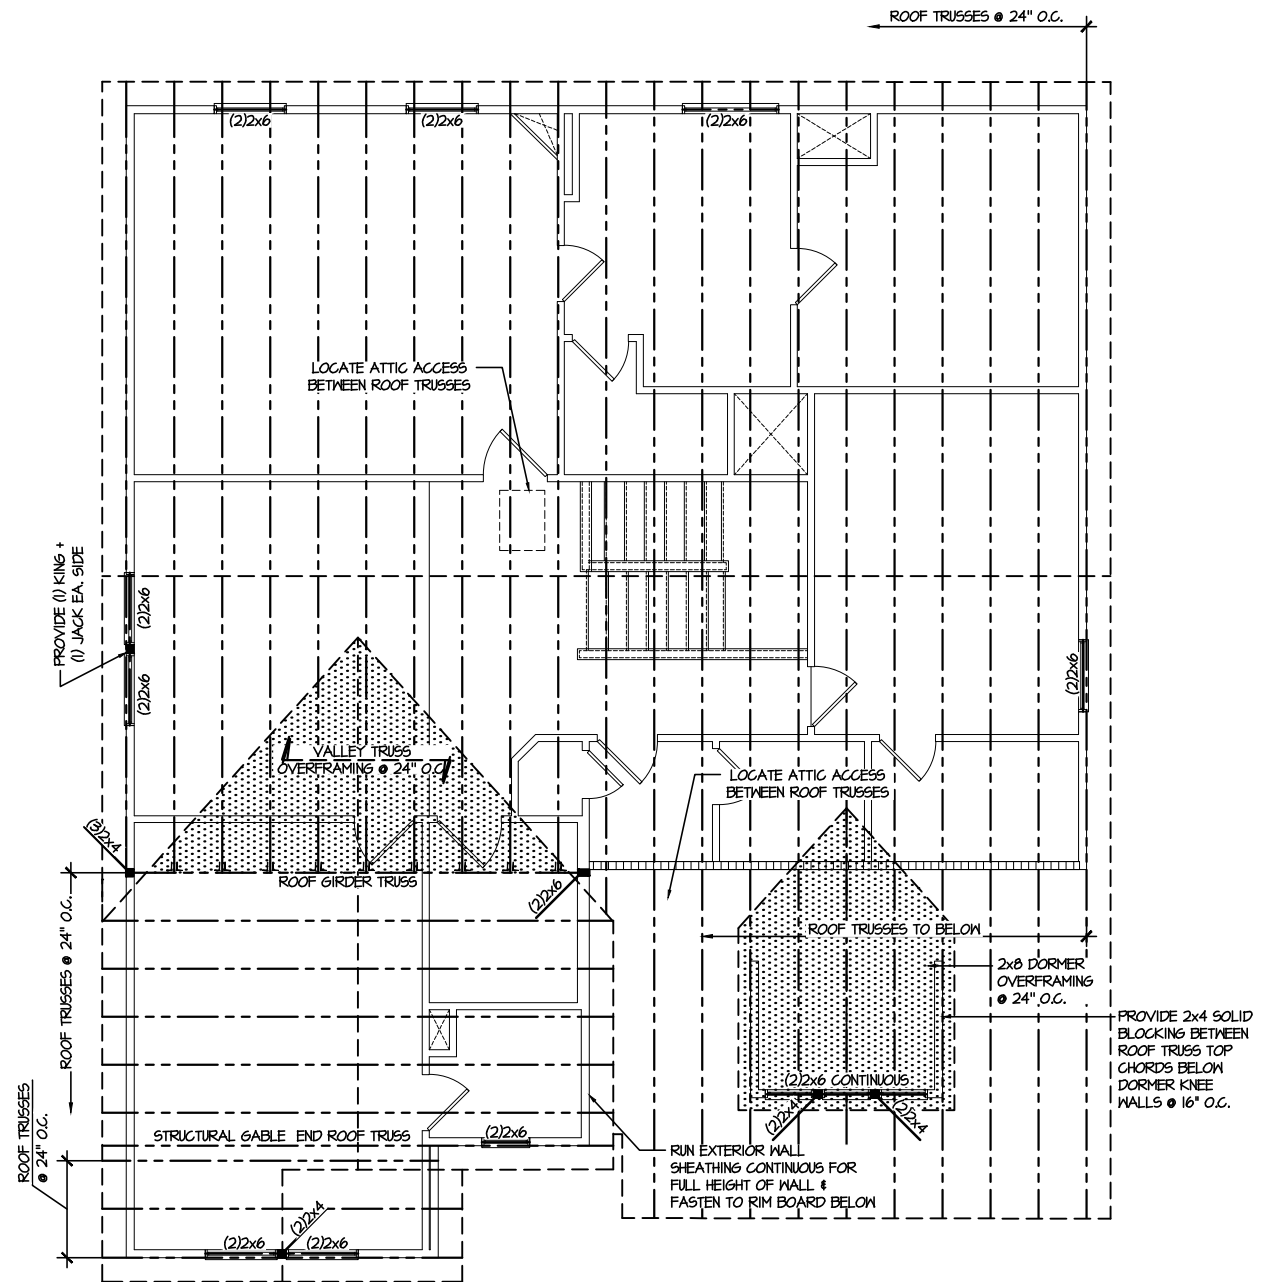 ROOF TRUSSES @ 24" O.C.
(2)2x6
(2)2x6
(2)2x6
LOCATE ATTIC ACCESS
BETWEEN ROOF TRUSSES
PROVIDE (1) KING +
(1) JACK EA. SIDE
(2)2x6
(2)2x6
(2)2x6
VALLEY TRUSS
OVERFRAMING @ 24" O.C.
LOCATE ATTIC ACCESS
BETWEEN ROOF TRUSSES
(3)2x4
ROOF GIRDER TRUSS
(2)2x6
ROOF TRUSSES @ 24" O.C.
ROOF TRUSSES TO BELOW
2x8 DORMER
OVERFRAMING
@ 24" O.C.
PROVIDE 2x4 SOLID
BLOCKING BETWEEN
ROOF TRUSS TOP
CHORDS BELOW
DORMER KNEE
WALLS @ 16" O.C.
(2)2x6 CONTINUOUS
(2)2x4
(2)2x4
ROOF TRUSSES
@ 24" O.C.
STRUCTURAL GABLE END ROOF TRUSS
(2)2x6
RUN EXTERIOR WALL
SHEATHING CONTINUOUS FOR
FULL HEIGHT OF WALL &
FASTEN TO RIM BOARD BELOW
(2)2x4
(2)2x6
(2)2x6